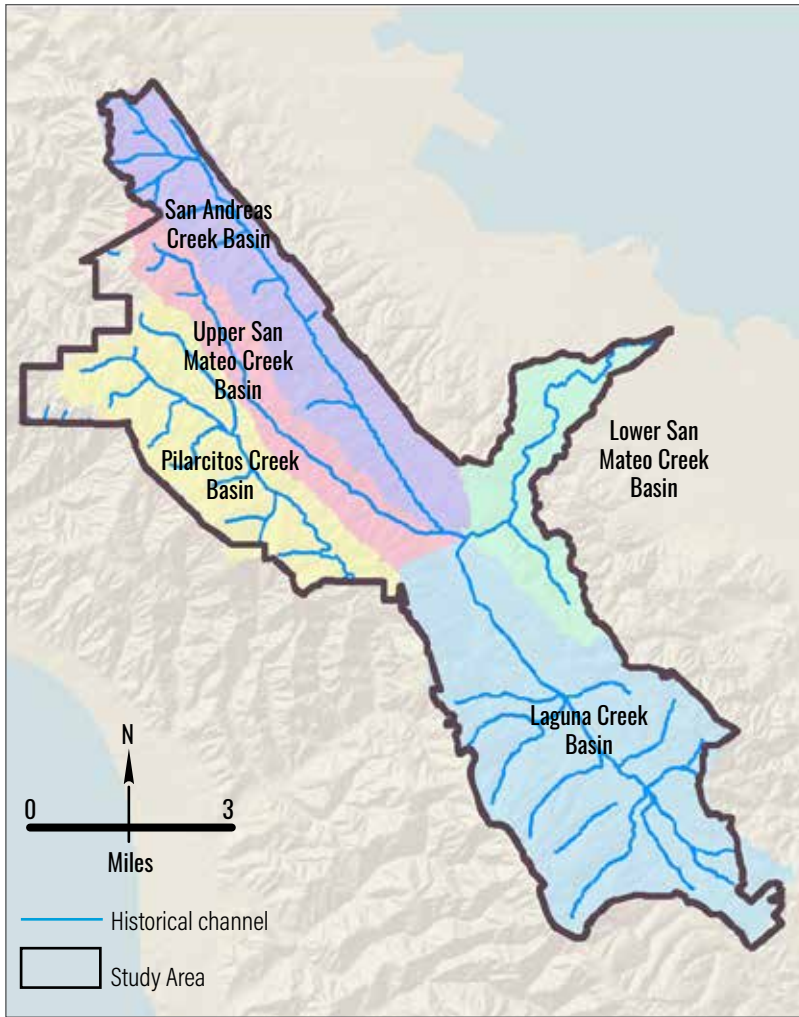 San Andreas
Creek Basin
Upper San
Mateo Creek
Basin
Pilarcitos Creek
Basin
Lower San
Mateo Creek
Basin
Laguna Creek
Basin
N
0 3
Miles
Historical channel
Study Area